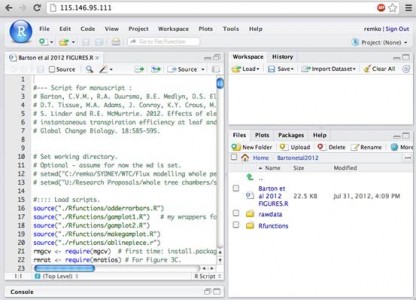 115.146.95.111
R
File Edit Code View Project Workspace Plots Tools Help
remko | Sign Out
Go to file/function
Project: (None)
Barton et al 2012 FIGURES.R
Source
Run
Source
1
2 #--- Script for manuscript :
3 # Barton, C.V.M., R.A. Duursma, B.E. Medlyn, D.S. El
4 # D.T. Tissue, M.A. Adams, J. Conroy, K.Y. Crous, M.
5 # S. Linder and R.E. McMurtrie. 2012. Effects of ele
6 # instantaneous transpiration efficiency at leaf and
7 # Global Change Biology. 18:585-595.
8
9
10 # Set working directory.
11 # Optional - assume for now the wd is set.
12 # setwd("C:/remko/SYDNEY/WTC/Flux modelling whole pe
13 # setwd("U:/Research Proposals/whole tree chambers/s
14
15 #:::: Load scripts.
16 source("./Rfunctions/adderrorbars.R")
17 source("./Rfunctions/gamplot1.R") # my wrappers fo
18 source("./Rfunctions/gamplot2.R")
19 source("./Rfunctions/makegamplot.R")
20 source("./Rfunctions/ablinepiece.r")
21 rmgcv <- require(mgcv) # first time: install.packag
22 rmrat <- require(mratios) # for Figure 3C.
23
(Top Level)
R Script
Console
Workspace History
Load Save Import Dataset Clear All
Files Plots Packages Help
New Folder Upload Delete Rename
Home Bartonetal2012
Name Size Modified
..
Barton et al 2012 FIGURES.R 22.5 KB Jul 31, 2012, 4:09 PM
rawdata
Rfunctions